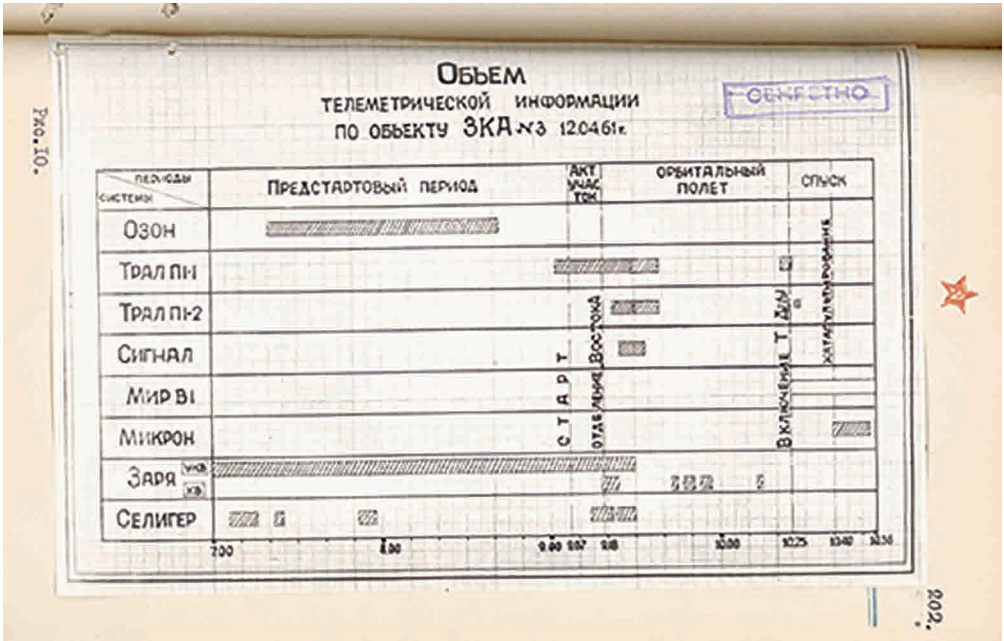 Рис.10.
ОБЪЕМ
ТЕЛЕМЕТРИЧЕСКОЙ ИНФОРМАЦИИ
ПО ОБЪЕКТУ 3КА №3 12.04.61г.
СЕКРЕТНО
ПЕРИОДЫ
СИСТЕМЫ
ПРЕДСТАРТОВЫЙ ПЕРИОД
АКТ.
УЧАС
ТОК
ОРБИТАЛЬНЫЙ
ПОЛЕТ
СПУСК
ОЗОН
ТРАЛ П1-1
ТРАЛ П1-2
СИГНАЛ
МИР В1
МИКРОН
ЗАРЯ
УКВ
КВ
СЕЛИГЕР
СТАРТ
ОТДЕЛЕНИЕ ВОСТОКА
ВКЛЮЧЕНИЕ ТДУ
КАТАПУЛЬТИРОВАНИЕ
7.00 8.00 9.00 9.07 9.18 10.00 10.25 10.40 10.50
202.